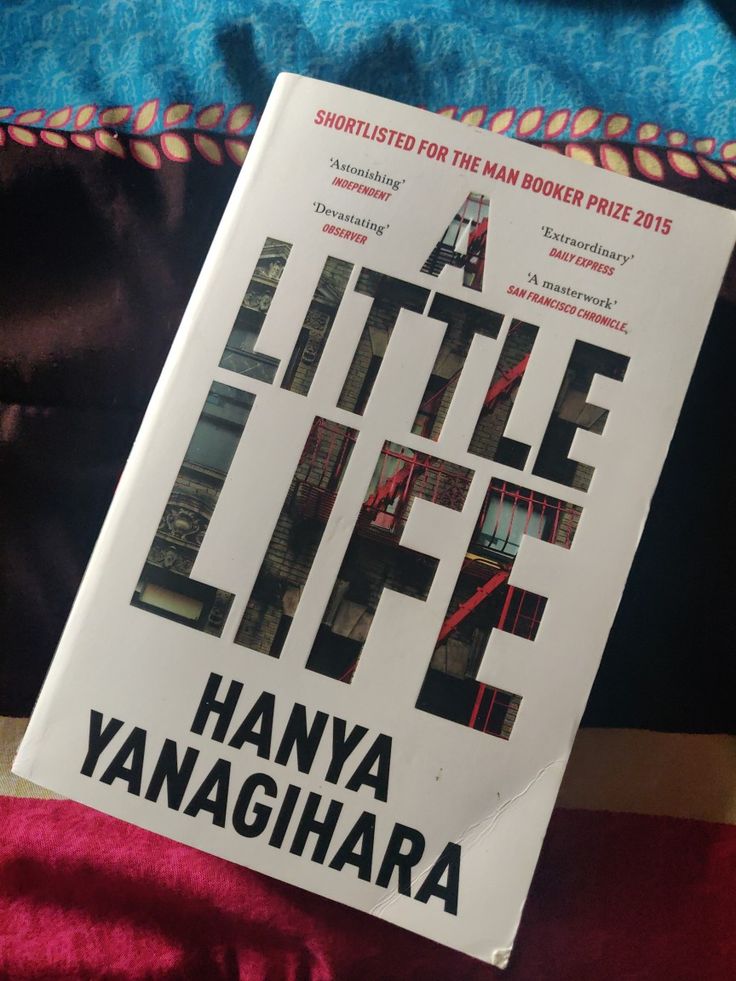 SHORTLISTED FOR THE MAN BOOKER PRIZE 2015
‘Astonishing’
INDEPENDENT
‘Devastating’
OBSERVER
‘Extraordinary’
DAILY EXPRESS
‘A masterwork’
SAN FRANCISCO CHRONICLE
A
LITTLE
LIFE
HANYA
YANAGIHARA